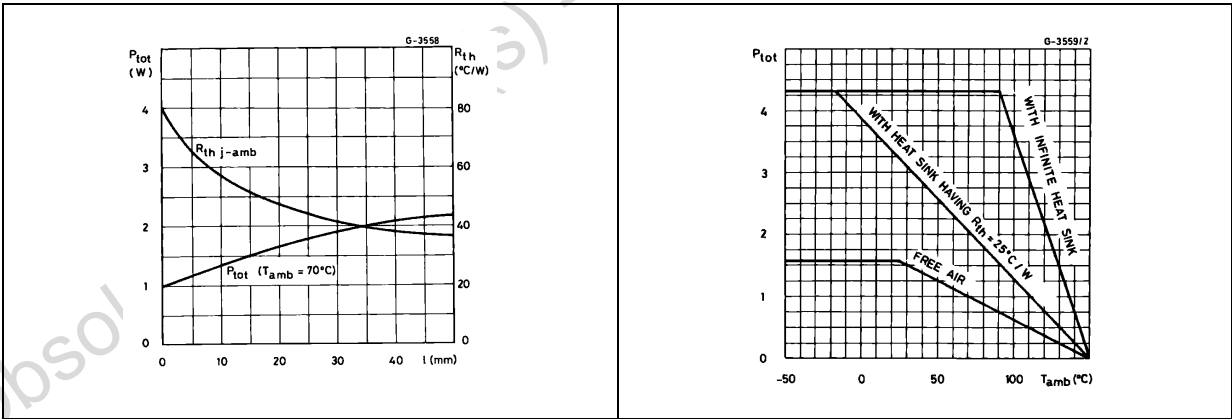 G-3558
Ptot
(W)
Rth
(°C/W)
4
80
Rth j-amb
3
60
2
40
Ptot (Tamb = 70°C)
1
20
0
0
0 10 20 30 40 l (mm)
G-3559/2
Ptot
4
WITH HEAT SINK HAVING Rth = 25°C/W
WITH INFINITE HEAT SINK
3
2
FREE AIR
1
0
-50 0 50 100 Tamb (°C)
obsol
s)